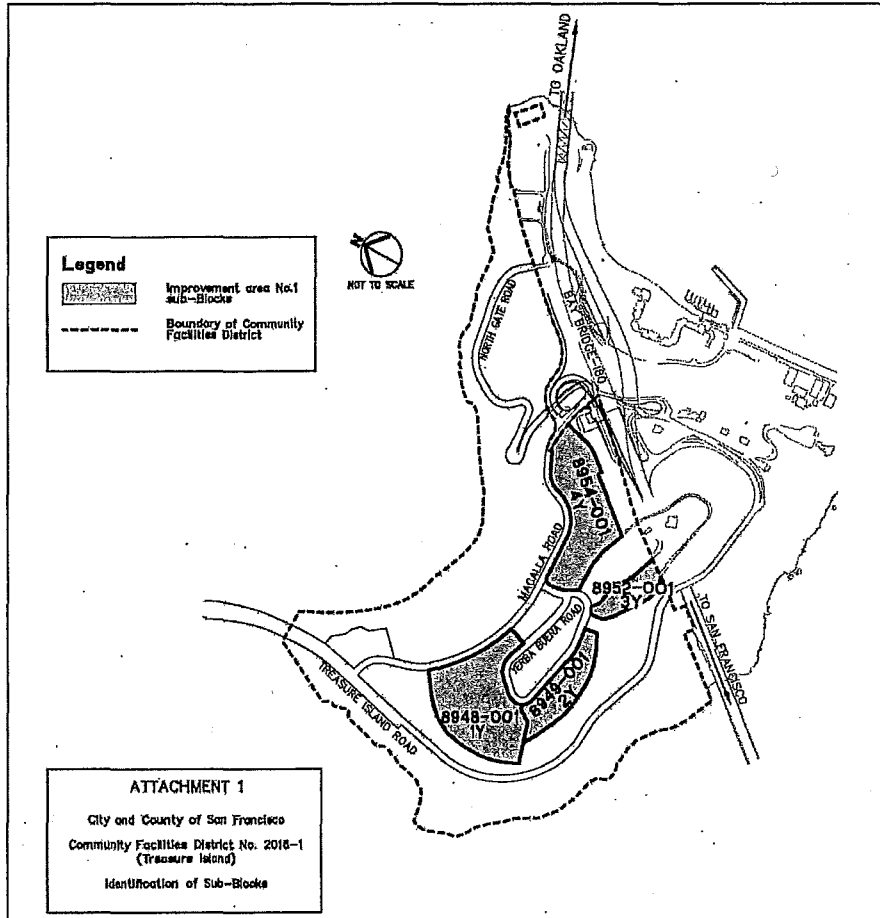 TO OAKLAND
Legend
Improvement area No.1
sub-Blocks
Boundary of Community
Facilities District
N
NOT TO SCALE
NORTH GATE ROAD
BAY BRIDGE-I80
8954-001
4Y
MACALLA ROAD
8952-001
3Y
YERBA BUENA ROAD
TO SAN FRANCISCO
8949-001
2Y
8948-001
1Y
TREASURE ISLAND ROAD
ATTACHMENT 1
City and County of San Francisco
Community Facilities District No. 2016-1
(Treasure Island)
Identification of Sub-Blocks